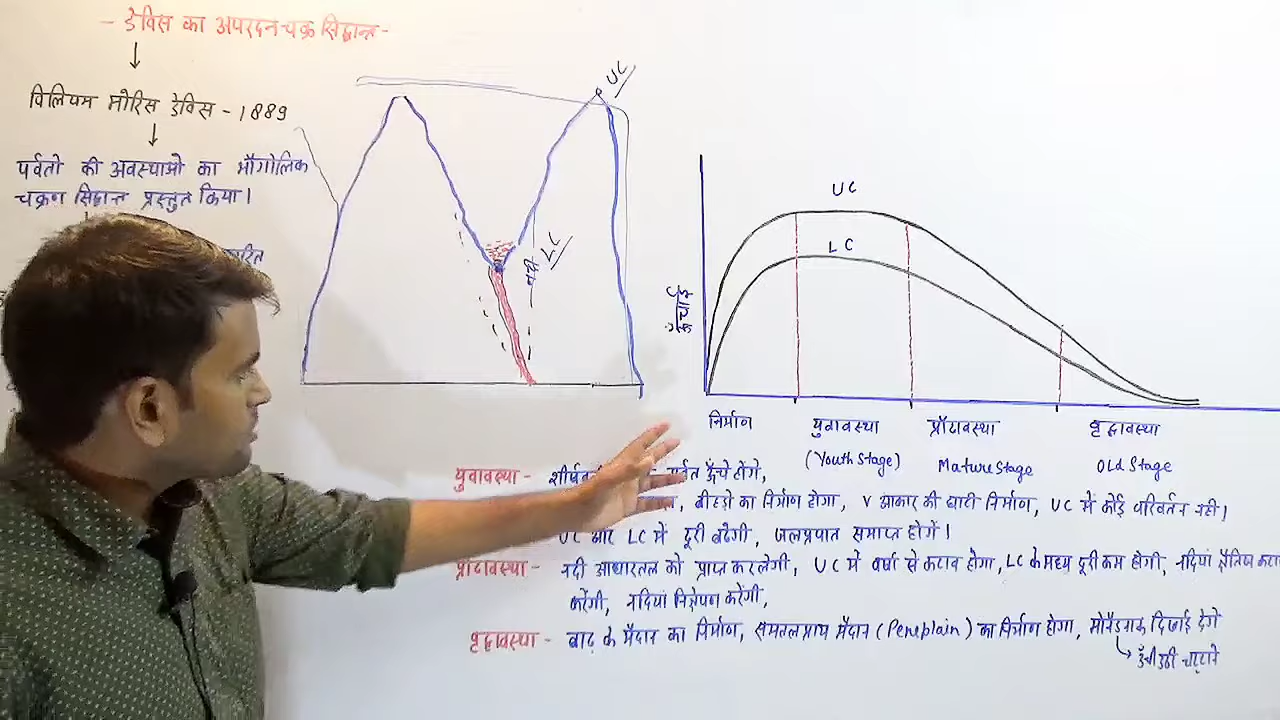 - डेविस का अपरदन चक्र सिद्धान्त -
विलियम मोरिस डेविस - 1889
पर्वतो की अवस्थाओ का भौगोलिक
चक्रण सिद्धान्त प्रस्तुत किया।
UC
LC
नदी
ऊंचाई
UC
LC
निर्माण
युवावस्था
(Youth Stage)
प्रौढावस्था
Mature Stage
वृद्धावस्था
Old Stage
युवावस्था - पर्वत ऊँचे होंगे,
बीहडो का निर्माण होगा, V आकार की घाटी निर्माण, UC में कोई परिवर्तन नही।
UC और LC में दूरी बढेगी, जलप्रपात समाप्त होगें।
प्रौढावस्था - नदी आधारतल को प्राप्त कर लेगी, UC में वर्षा से कटाव होगा, LC के मध्य दूरी कम होगी, नदियां क्षैतिज
करेंगी, नदियां निक्षेपण करेंगी,
वृद्धावस्था - बाढ के मैदान का निर्माण, समतलप्राय मैदान (Peneplain) का निर्माण होगा, मोनैडनाक दिखाई देगें
ऊँची उठी चट्टाने